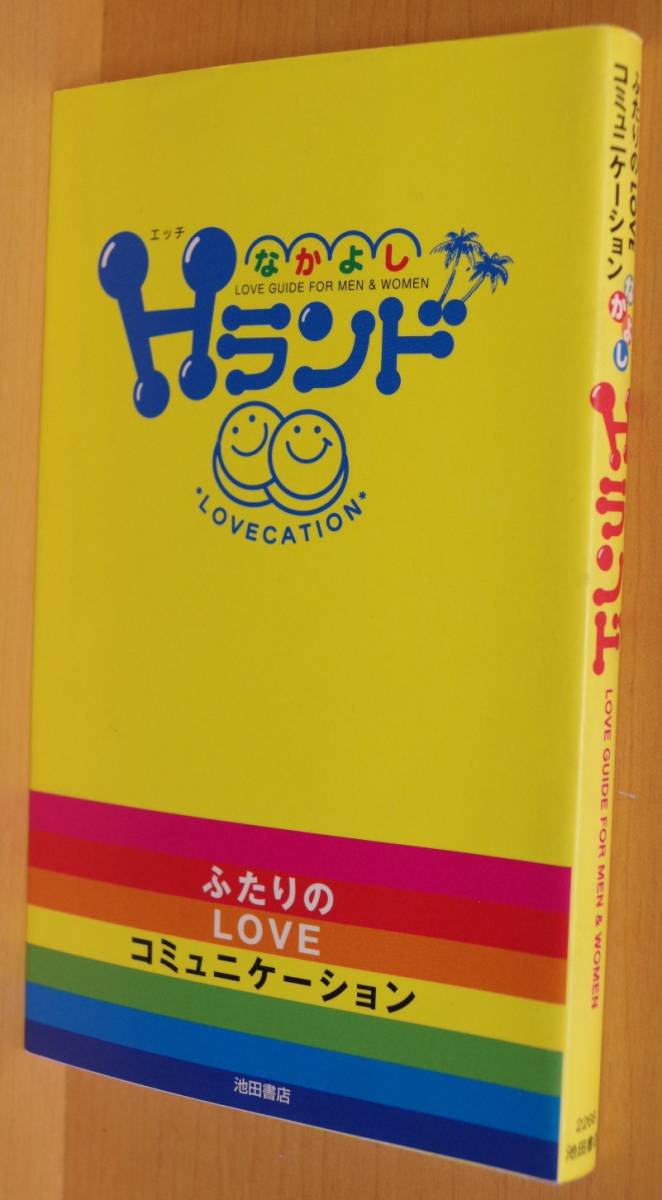 エッチ
なかよし
LOVE GUIDE FOR MEN & WOMEN
Hランド
*LOVECATION*
ふたりの
LOVE
コミュニケーション
池田書店
ふたりのLOVE
コミュニケーション
なかよし
Hランド
LOVE GUIDE FOR MEN & WOMEN
池田書